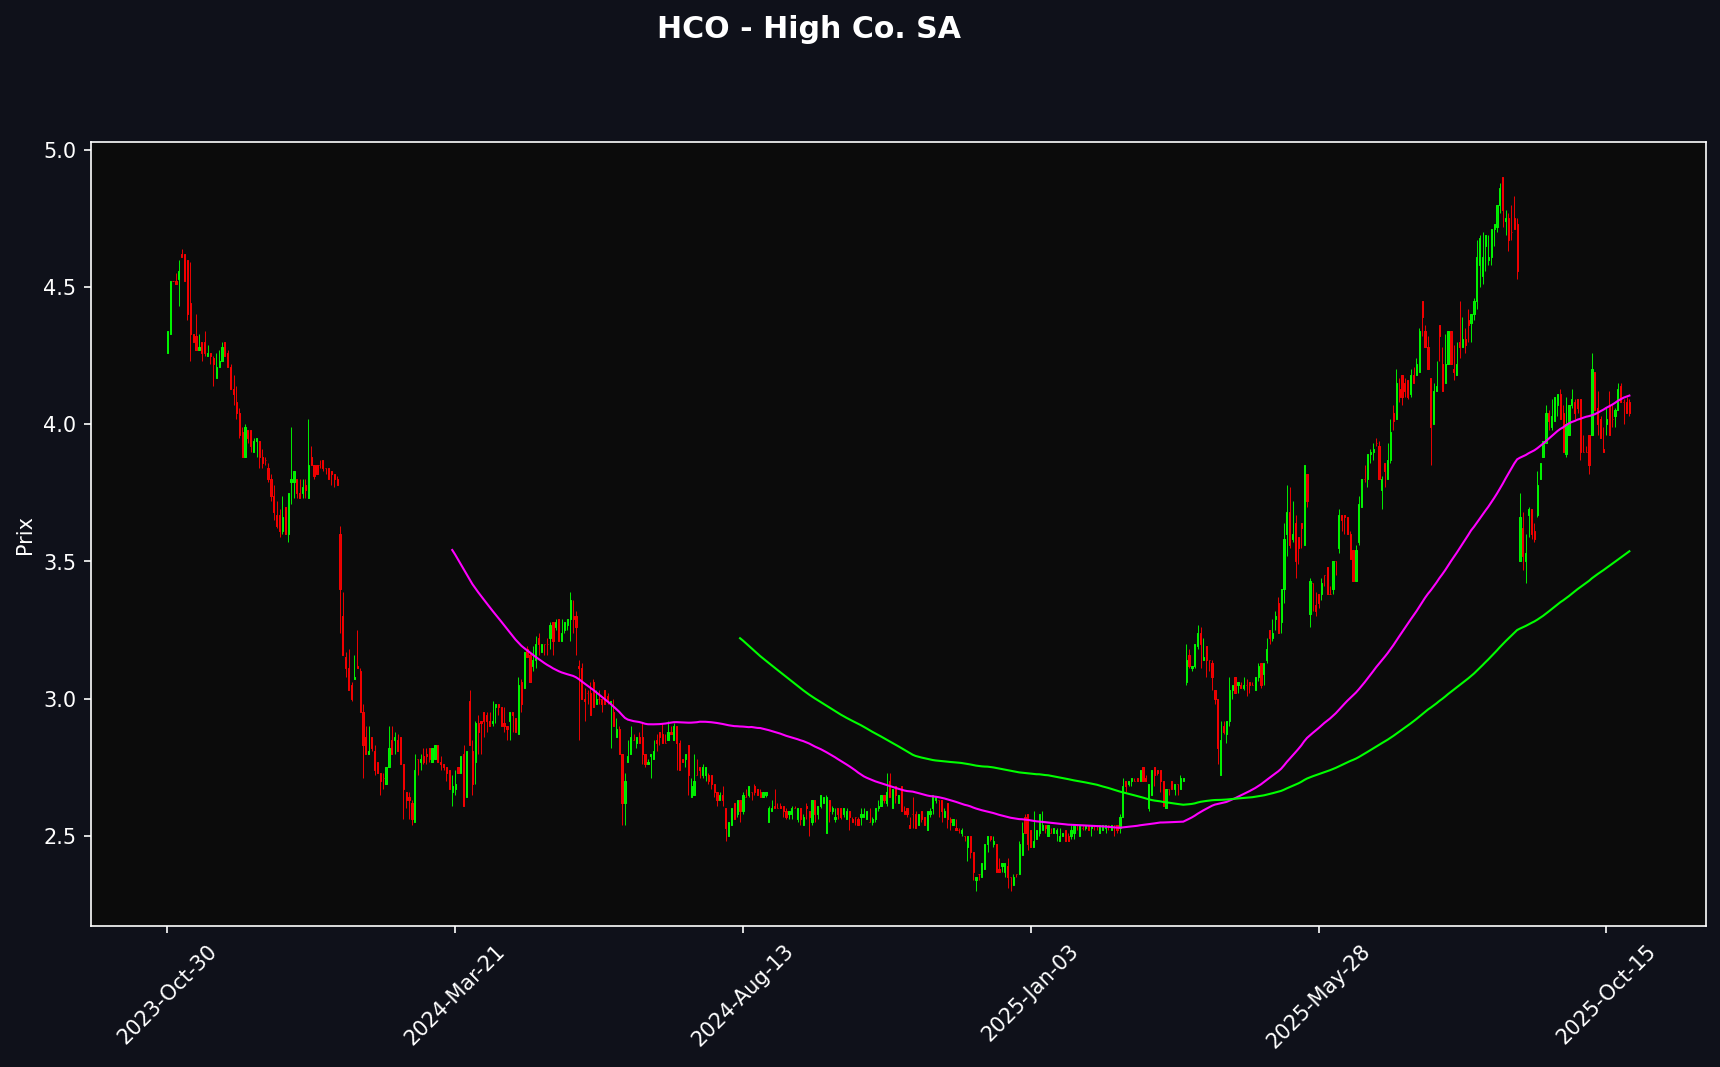 HCO - High Co. SA
Prix
5.0
4.5
4.0
3.5
3.0
2.5
2023-Oct-30
2024-Mar-21
2024-Aug-13
2025-Jan-03
2025-May-28
2025-Oct-15